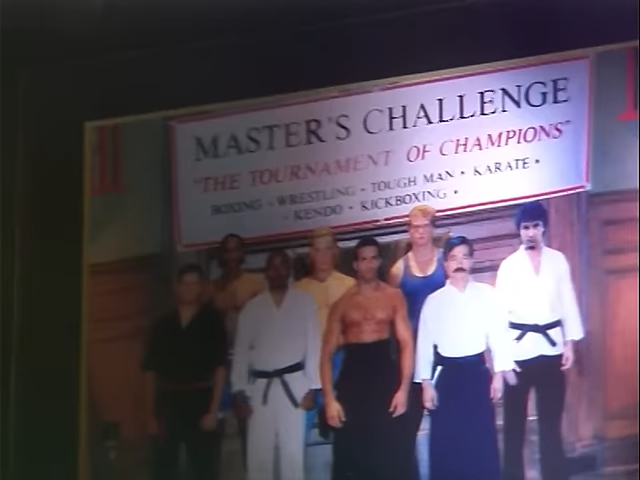 MASTER'S CHALLENGE
"THE TOURNAMENT OF CHAMPIONS"
BOXING • WRESTLING • TOUGH MAN • KARATE •
• KENDO • KICKBOXING •